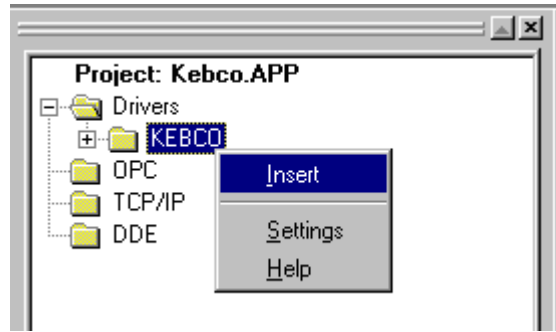 Project: Kebco.APP
Drivers
KEBCO
OPC
TCP/IP
DDE
Insert
Settings
Help